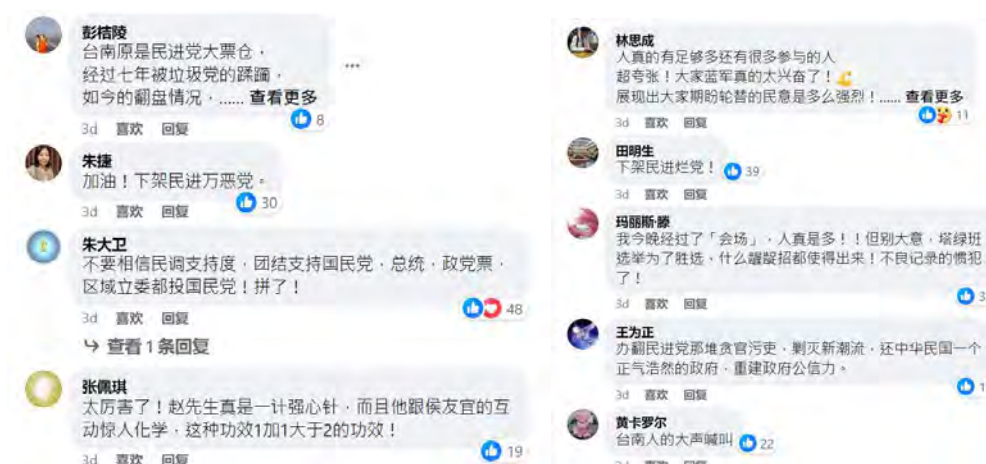 彭桔陵
台南原是民进党大票仓，
经过七年被垃圾党的蹂躏，
如今的翻盘情况，...... 查看更多
8
3d 喜欢 回复
朱捷
加油！下架民进万恶党。
30
3d 喜欢 回复
朱大卫
不要相信民调支持度，团结支持国民党，总统，政党票，
区域立委都投国民党！拼了！
48
3d 喜欢 回复
查看1条回复
张佩琪
太厉害了！赵先生真是一计强心针，而且他跟侯友宜的互
动惊人化学，这种功效1加1大于2的功效！
19
3d 喜欢 回复
林思成
人真的有足够多还有很多参与的人
超夸张！大家蓝军真的太兴奋了！
展现出大家期盼轮替的民意是多么强烈！...... 查看更多
11
3d 喜欢 回复
田明生
下架民进烂党！
39
3d 喜欢 回复
玛丽斯·滕
我今晚经过了「会场」，人真是多！！但别大意，塔绿班
选举为了胜选，什么龌龊招都使得出来！不良记录的惯犯
了！
3d 喜欢 回复
王为正
办翻民进党那堆贪官污吏，剿灭新潮流，还中华民国一个
正气浩然的政府，重建政府公信力。
3d 喜欢 回复
黄卡罗尔
台南人的大声喊叫
22